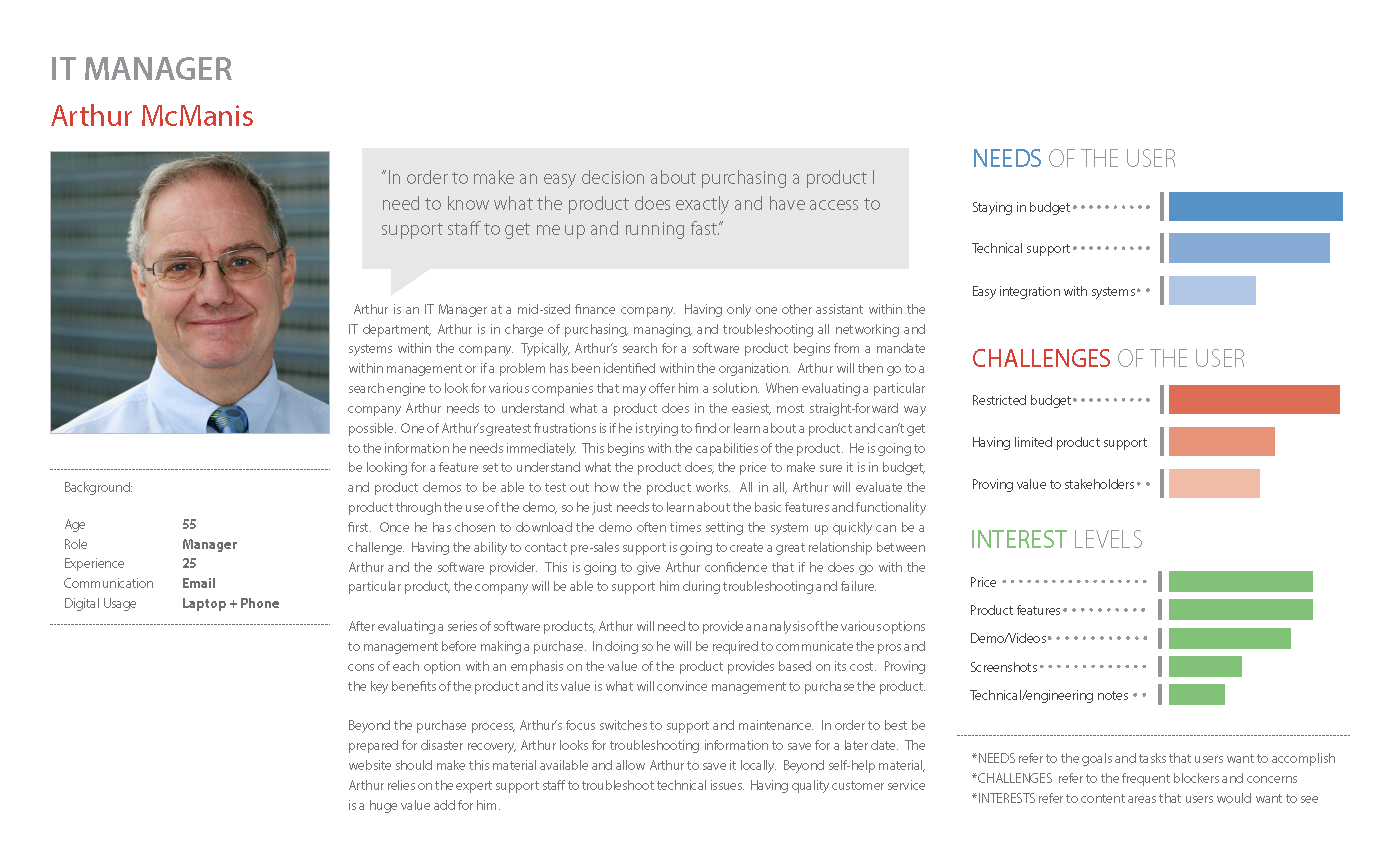 IT MANAGER
Arthur McManis
“In order to make an easy decision about purchasing a product I
need to know what the product does exactly and have access to
support staff to get me up and running fast.”
Arthur is an IT Manager at a mid-sized finance company. Having only one other assistant within the
IT department, Arthur is in charge of purchasing, managing, and troubleshooting all networking and
systems within the company. Typically, Arthur’s search for a software product begins from a mandate
within management or if a problem has been identified within the organization. Arthur will then go to a
search engine to look for various companies that may offer him a solution. When evaluating a particular
company Arthur needs to understand what a product does in the easiest, most straight-forward way
possible. One of Arthur’s greatest frustrations is if he is trying to find or learn about a product and can’t get
to the information he needs immediately. This begins with the capabilities of the product. He is going to
be looking for a feature set to understand what the product does, the price to make sure it is in budget,
and product demos to be able to test out how the product works. All in all, Arthur will evaluate the
product through the use of the demo, so he just needs to learn about the basic features and functionality
first. Once he has chosen to download the demo often times setting the system up quickly can be a
challenge. Having the ability to contact pre-sales support is going to create a great relationship between
Arthur and the software provider. This is going to give Arthur confidence that if he does go with the
particular product, the company will be able to support him during troubleshooting and failure.
After evaluating a series of software products, Arthur will need to provide an analysis of the various options
to management before making a purchase. In doing so he will be required to communicate the pros and
cons of each option with an emphasis on the value of the product provides based on its cost. Proving
the key benefits of the product and its value is what will convince management to purchase the product.
Beyond the purchase process, Arthur’s focus switches to support and maintenance. In order to best be
prepared for disaster recovery, Arthur looks for troubleshooting information to save for a later date. The
website should make this material available and allow Arthur to save it locally. Beyond self-help material,
Arthur relies on the expert support staff to troubleshoot technical issues. Having quality customer service
is a huge value add for him.
Background:
Age 55
Role Manager
Experience 25
Communication Email
Digital Usage Laptop + Phone
NEEDS OF THE USER
Staying in budget
Technical support
Easy integration with systems
CHALLENGES OF THE USER
Restricted budget
Having limited product support
Proving value to stakeholders
INTEREST LEVELS
Price
Product features
Demo/Videos
Screenshots
Technical/engineering notes
*NEEDS refer to the goals and tasks that users want to accomplish
*CHALLENGES refer to the frequent blockers and concerns
*INTERESTS refer to content areas that users would want to see